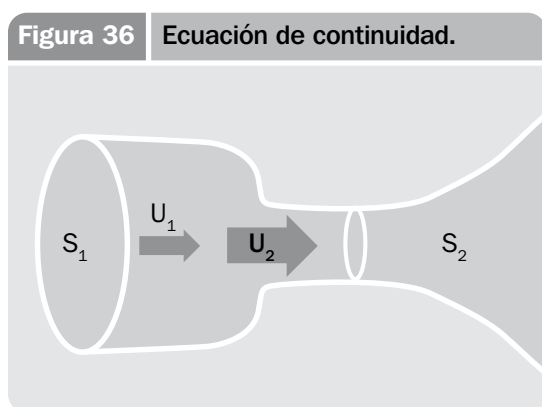 Figura 36 Ecuación de continuidad.
S₁ U₁ U₂ S₂